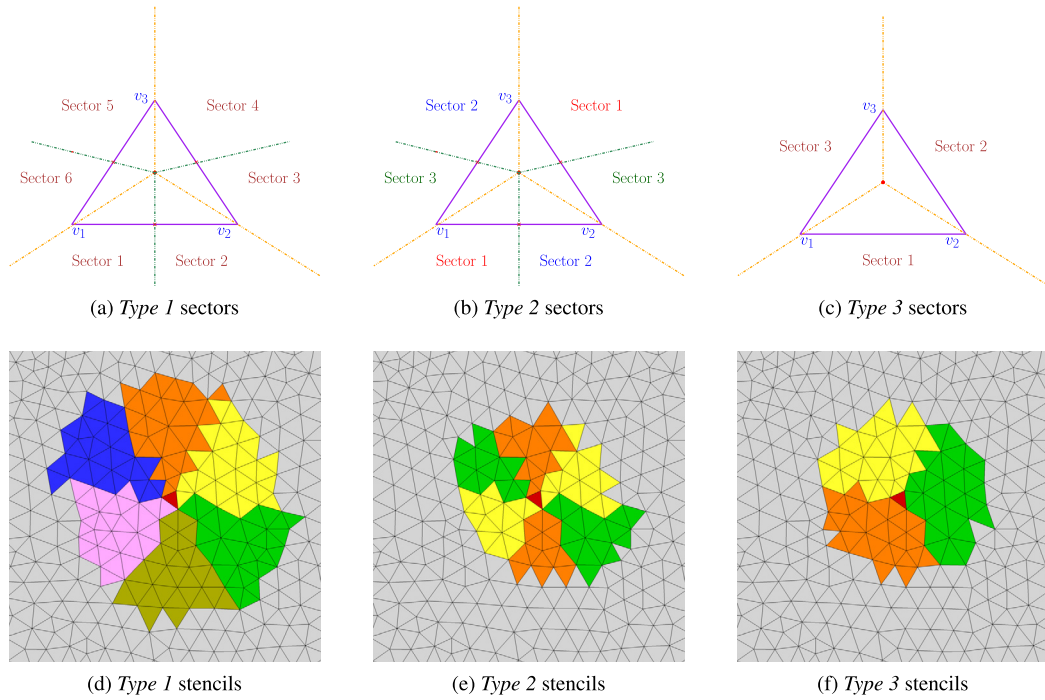 v3
Sector 5
Sector 4
Sector 6
Sector 3
v1
v2
Sector 1
Sector 2
(a) Type 1 sectors
v3
Sector 2
Sector 1
Sector 3
Sector 3
v1
v2
Sector 1
Sector 2
(b) Type 2 sectors
v3
Sector 3
Sector 2
v1
v2
Sector 1
(c) Type 3 sectors
(d) Type 1 stencils
(e) Type 2 stencils
(f) Type 3 stencils